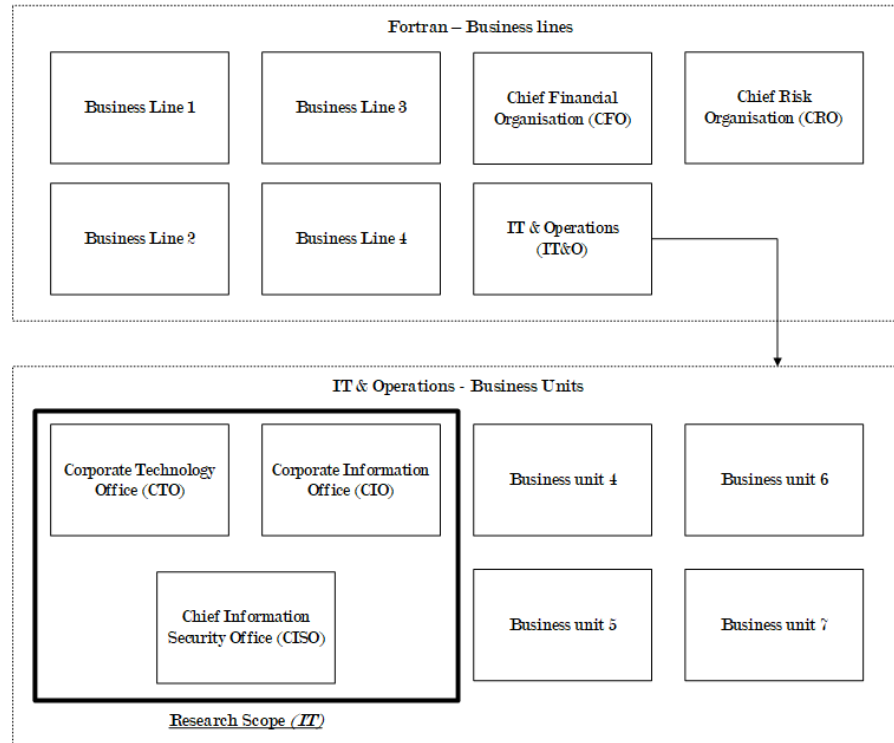 Fortran – Business lines
Business Line 1
Business Line 3
Chief Financial
Organisation (CFO)
Chief Risk
Organisation (CRO)
Business Line 2
Business Line 4
IT & Operations
(IT&O)
IT & Operations - Business Units
Corporate Technology
Office (CTO)
Corporate Information
Office (CIO)
Business unit 4
Business unit 6
Chief Information
Security Office (CISO)
Business unit 5
Business unit 7
Research Scope (IT)